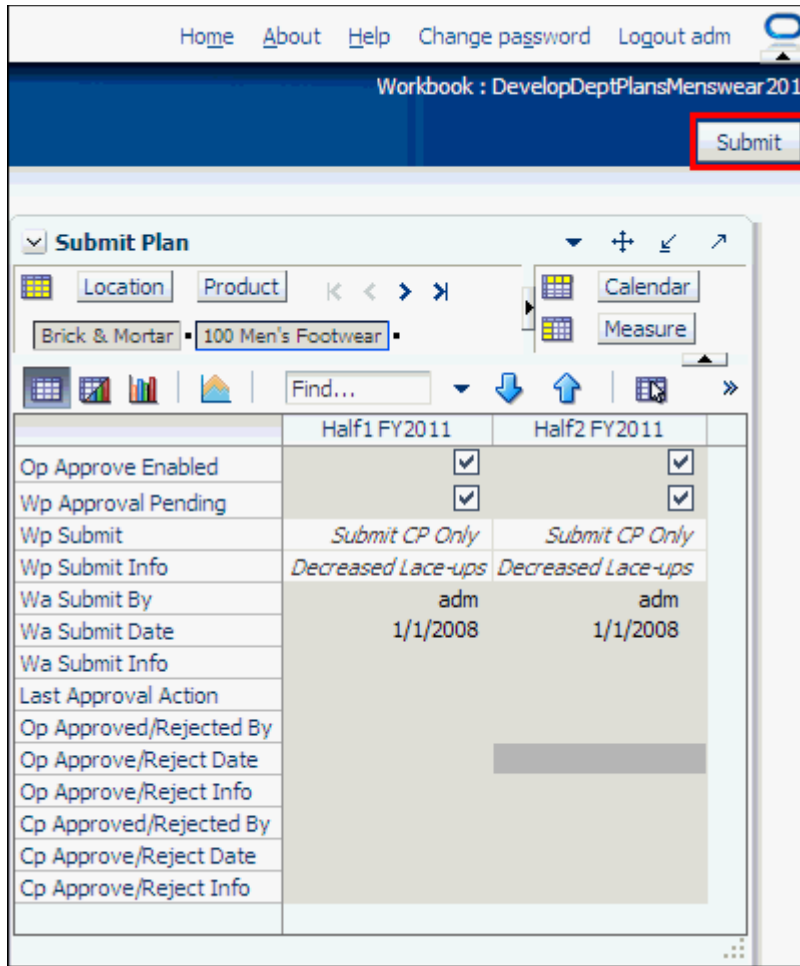 Home About Help Change password Logout adm
Workbook : DevelopDeptPlansMenswear201
Submit
Submit Plan
Location Product Calendar
Brick & Mortar 100 Men's Footwear Measure
Find...
Half1 FY2011 Half2 FY2011
Op Approve Enabled
Wp Approval Pending
Wp Submit Submit CP Only Submit CP Only
Wp Submit Info Decreased Lace-ups Decreased Lace-ups
Wa Submit By adm adm
Wa Submit Date 1/1/2008 1/1/2008
Wa Submit Info
Last Approval Action
Op Approved/Rejected By
Op Approve/Reject Date
Op Approve/Reject Info
Cp Approved/Rejected By
Cp Approve/Reject Date
Cp Approve/Reject Info